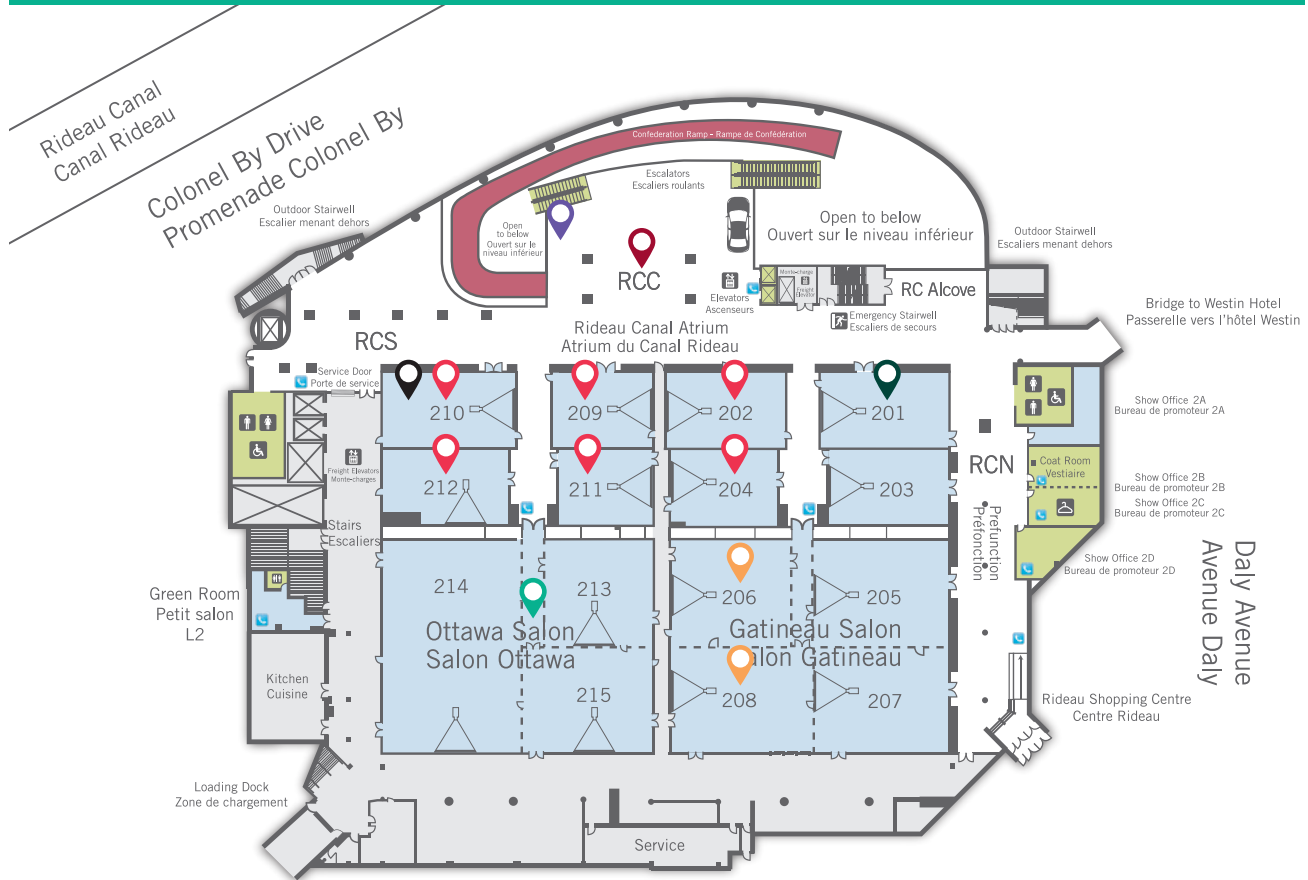 Rideau Canal
Canal Rideau
Colonel By Drive
Promenade Colonel By
Confederation Ramp – Rampe de Confédération
Escalators
Escaliers roulants
Outdoor Stairwell
Escalier menant dehors
Open
to below
Ouvert sur le
niveau inférieur
Open to below
Ouvert sur le niveau inférieur
Outdoor Stairwell
Escaliers menant dehors
RCC
Monte-charge
Freight
Elevator
RC Alcove
Elevators
Ascenseurs
Emergency Stairwell
Escaliers de secours
Bridge to Westin Hotel
Passerelle vers l'hôtel Westin
RCS
Rideau Canal Atrium
Atrium du Canal Rideau
Service Door
Porte de service
210
209
202
201
Show Office 2A
Bureau de promoteur 2A
Freight Elevators
Monte-charges
212
211
204
203
RCN
Coat Room
Vestiaire
Show Office 2B
Bureau de promoteur 2B
Show Office 2C
Bureau de promoteur 2C
Stairs
Escaliers
Prefunction
Préfonction
Show Office 2D
Bureau de promoteur 2D
Daly Avenue
Avenue Daly
Green Room
Petit salon
L2
214
213
206
205
Ottawa Salon
Salon Ottawa
Gatineau Salon
alon Gatineau
Kitchen
Cuisine
215
208
207
Rideau Shopping Centre
Centre Rideau
Loading Dock
Zone de chargement
Service